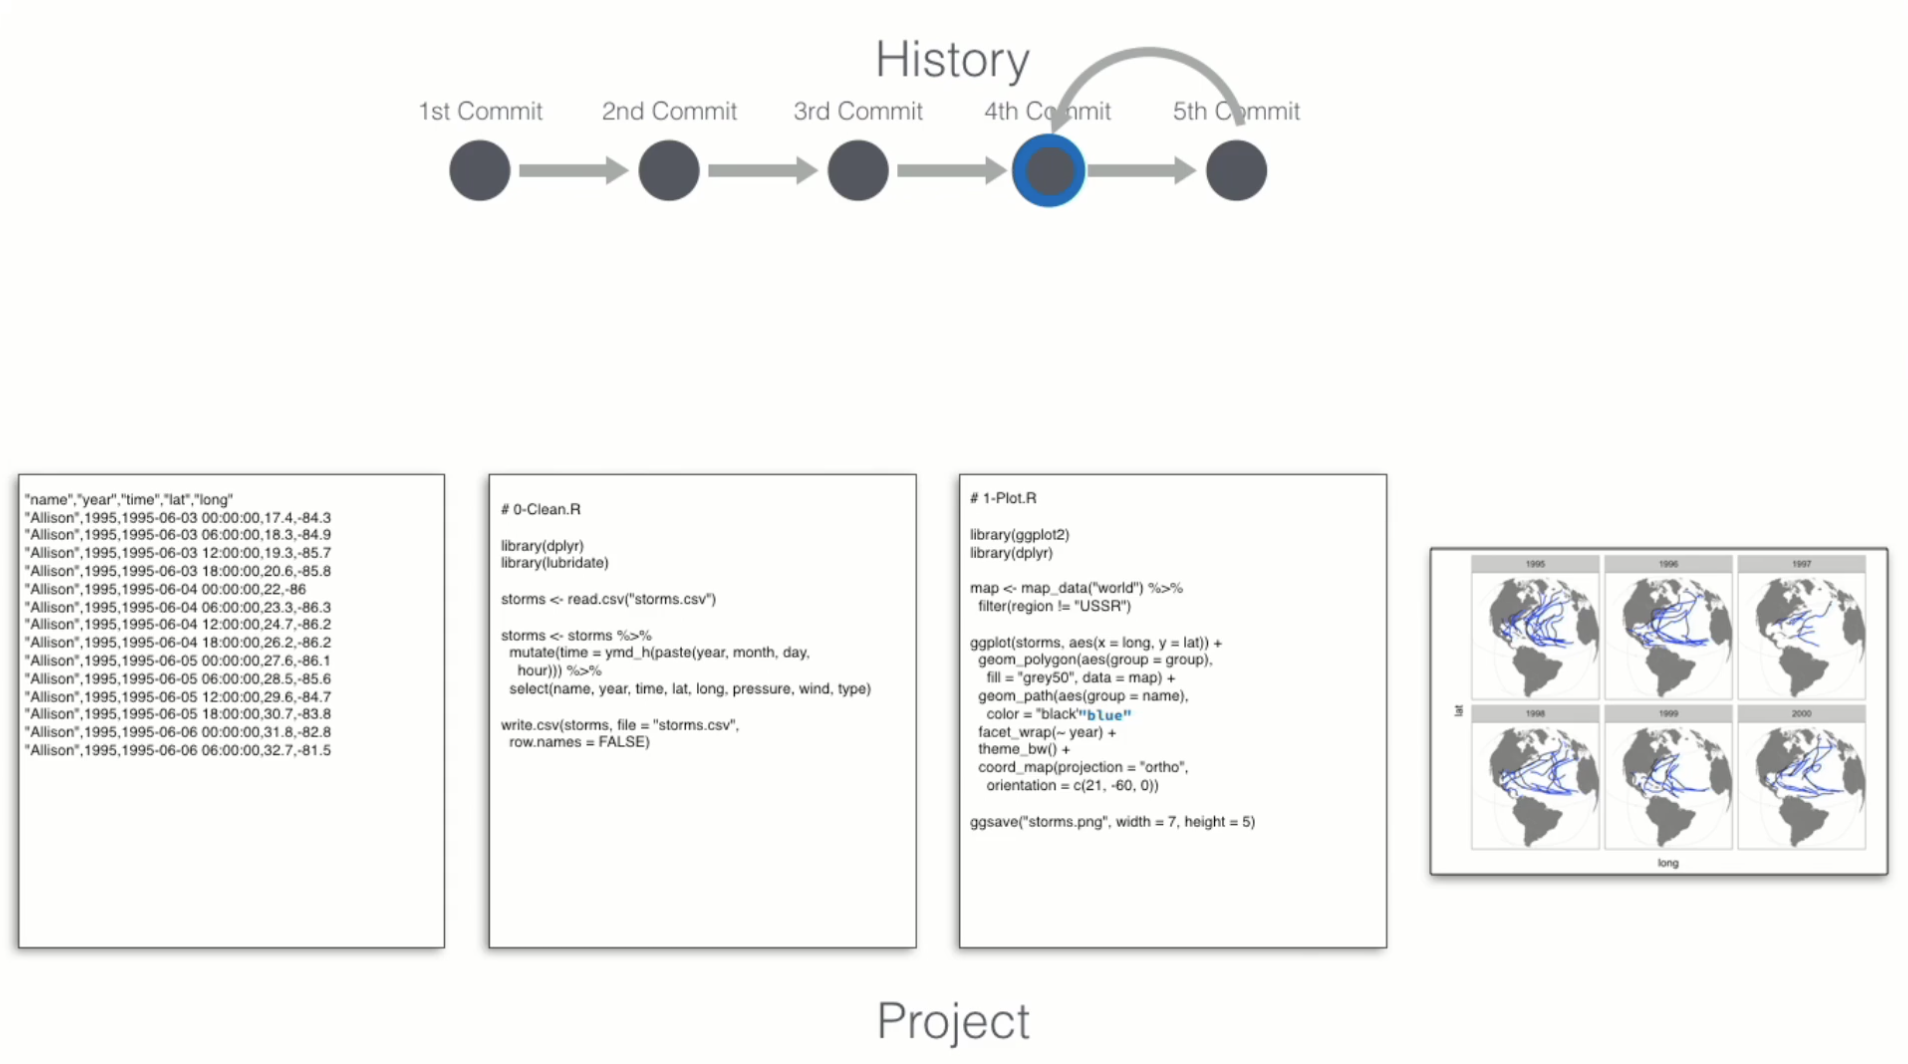 History
1st Commit
2nd Commit
3rd Commit
4th Commit
5th Commit
"name","year","time","lat","long"
"Allison",1995,1995-06-03 00:00:00,17.4,-84.3
"Allison",1995,1995-06-03 06:00:00,18.3,-84.9
"Allison",1995,1995-06-03 12:00:00,19.3,-85.7
"Allison",1995,1995-06-03 18:00:00,20.6,-85.8
"Allison",1995,1995-06-04 00:00:00,22,-86
"Allison",1995,1995-06-04 06:00:00,23.3,-86.3
"Allison",1995,1995-06-04 12:00:00,24.7,-86.2
"Allison",1995,1995-06-04 18:00:00,26.2,-86.2
"Allison",1995,1995-06-05 00:00:00,27.6,-86.1
"Allison",1995,1995-06-05 06:00:00,28.5,-85.6
"Allison",1995,1995-06-05 12:00:00,29.6,-84.7
"Allison",1995,1995-06-05 18:00:00,30.7,-83.8
"Allison",1995,1995-06-06 00:00:00,31.8,-82.8
"Allison",1995,1995-06-06 06:00:00,32.7,-81.5
# 0-Clean.R
library(dplyr)
library(lubridate)
storms <- read.csv("storms.csv")
storms <- storms %>%
mutate(time = ymd_h(paste(year, month, day,
hour))) %>%
select(name, year, time, lat, long, pressure, wind, type)
write.csv(storms, file = "storms.csv",
row.names = FALSE)
# 1-Plot.R
library(ggplot2)
library(dplyr)
map <- map_data("world") %>%
filter(region != "USSR")
ggplot(storms, aes(x = long, y = lat)) +
geom_polygon(aes(group = group),
fill = "grey50", data = map) +
geom_path(aes(group = name),
color = "black""blue"
facet_wrap(~ year) +
theme_bw() +
coord_map(projection = "ortho",
orientation = c(21, -60, 0))
ggsave("storms.png", width = 7, height = 5)
1995
1996
1997
1998
1999
2000
lat
long
Project